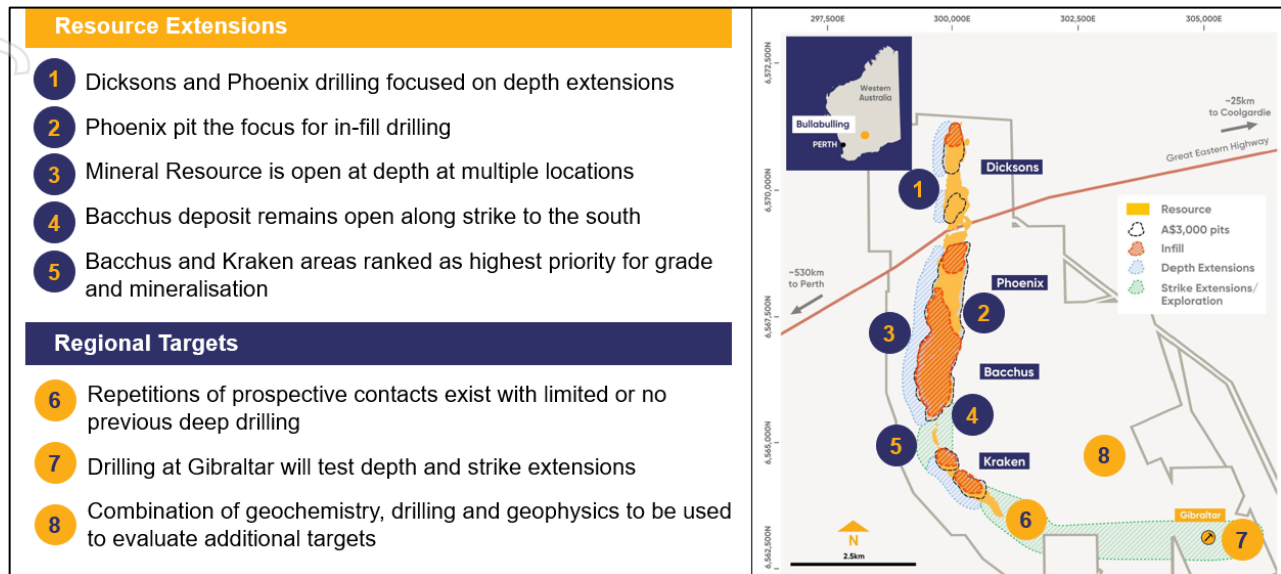 Resource Extensions
1 Dicksons and Phoenix drilling focused on depth extensions
2 Phoenix pit the focus for in-fill drilling
3 Mineral Resource is open at depth at multiple locations
4 Bacchus deposit remains open along strike to the south
5 Bacchus and Kraken areas ranked as highest priority for grade
and mineralisation
Regional Targets
6 Repetitions of prospective contacts exist with limited or no
previous deep drilling
7 Drilling at Gibraltar will test depth and strike extensions
8 Combination of geochemistry, drilling and geophysics to be used
to evaluate additional targets
297,500E 300,000E 302,500E 305,000E
6,572,500N
6,570,000N
6,567,500N
6,565,000N
6,562,500N
Western
Australia
Bullabulling
PERTH
~25km
to Coolgardie
Great Eastern Highway
Dicksons
1
Resource
A$3,000 pits
Infill
Depth Extensions
Strike Extensions/
Exploration
~530km
to Perth
Phoenix
2
3
Bacchus
4
5
Kraken
8
6
Gibraltar
7
N
2.5km